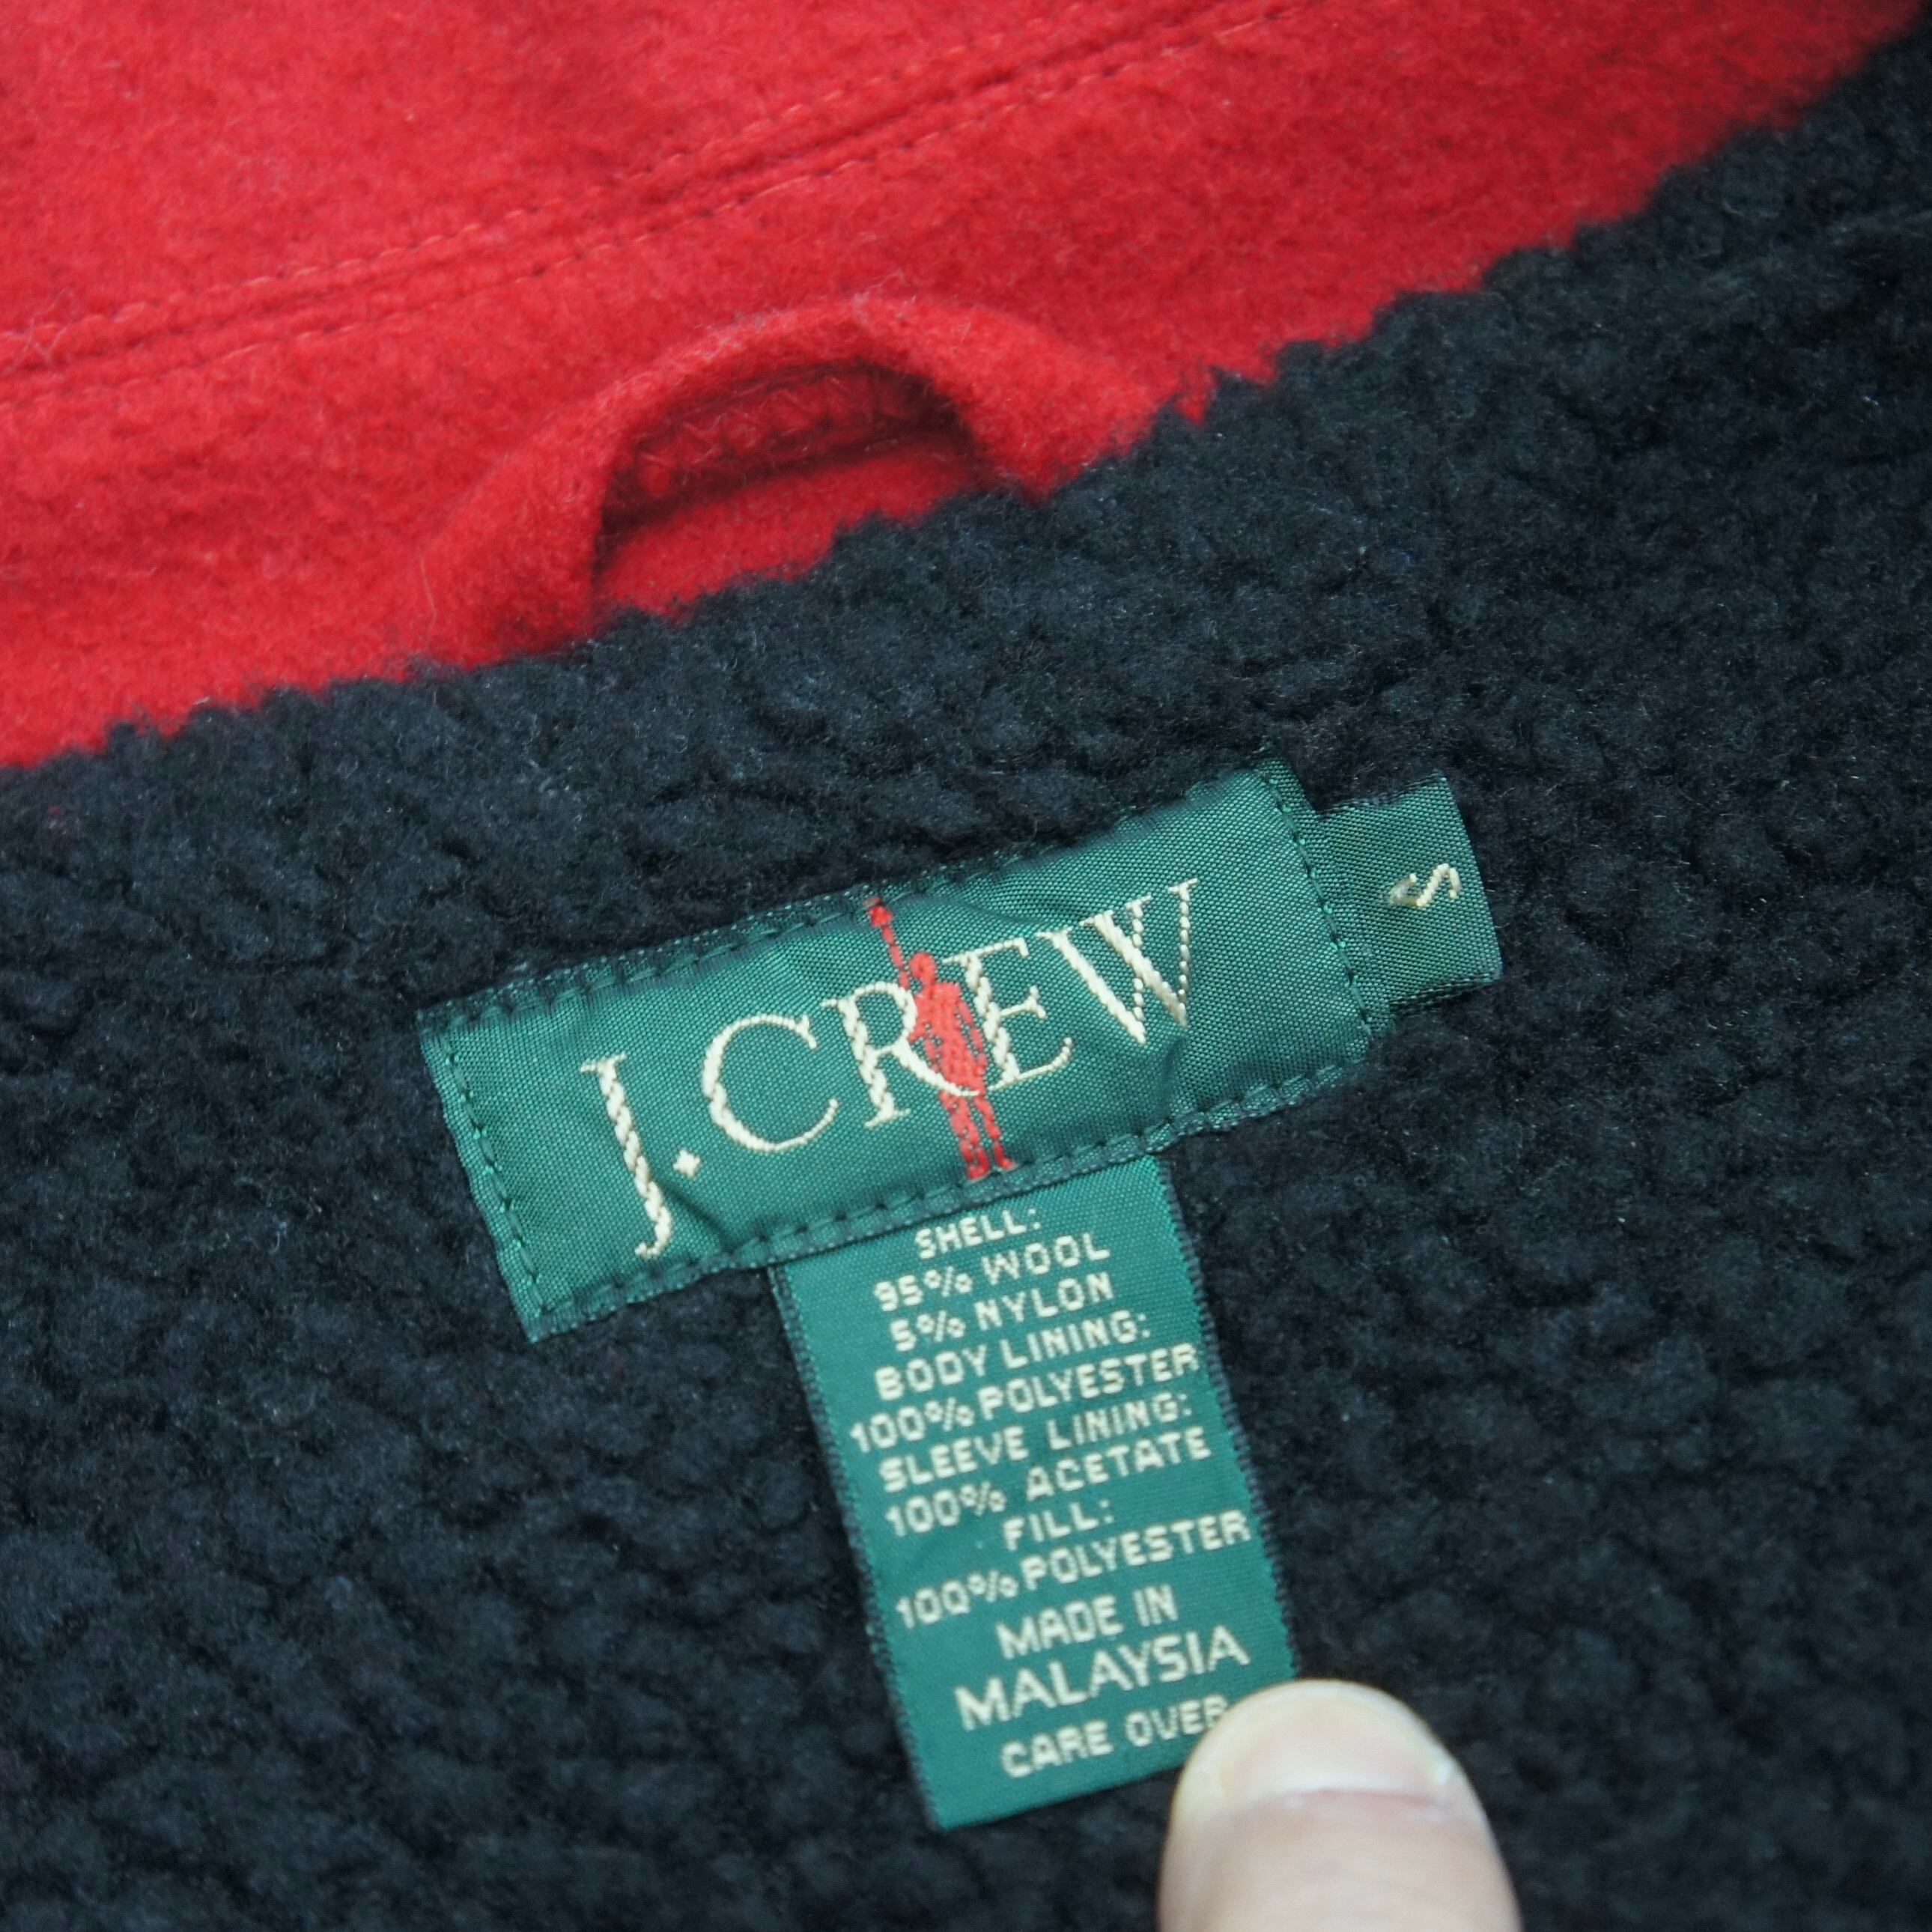 J.CREW
S
SHELL:
95% WOOL
5% NYLON
BODY LINING:
100% POLYESTER
SLEEVE LINING:
100% ACETATE
FILL:
100% POLYESTER
MADE IN
MALAYSIA
CARE OVER